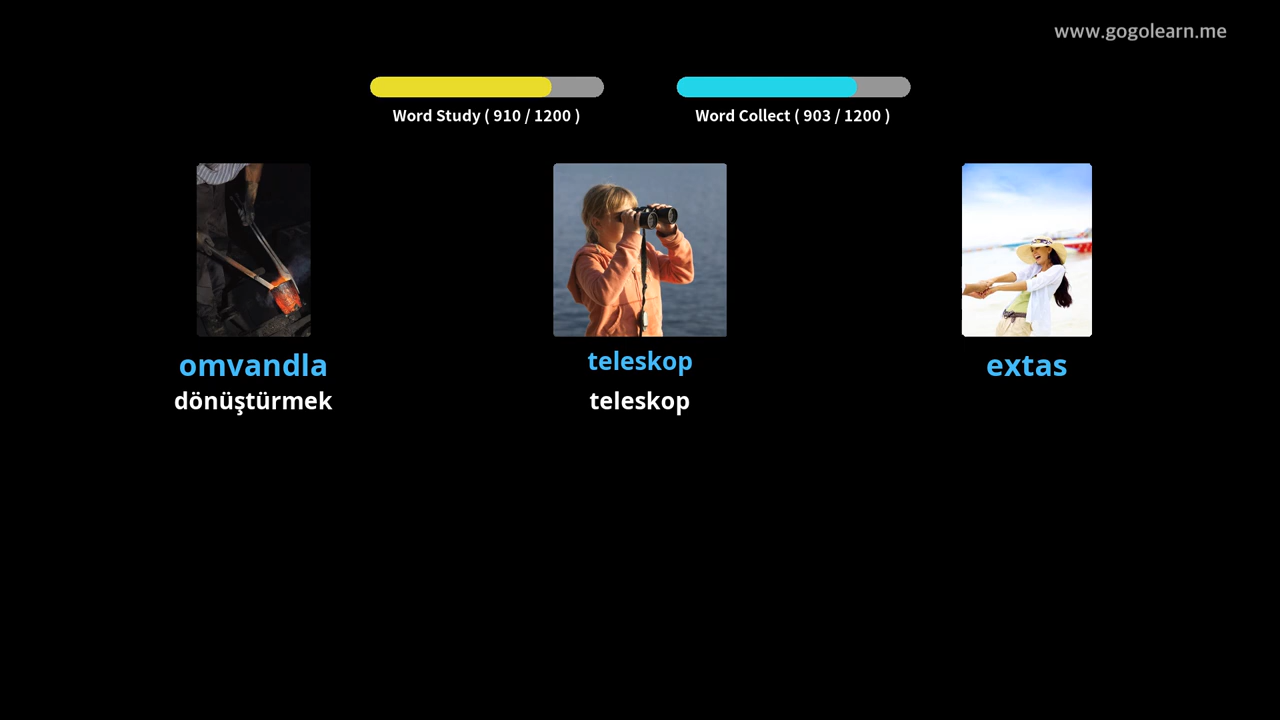 www.gogolearn.me
Word Study ( 910 / 1200 )
Word Collect ( 903 / 1200 )
omvandla
dönüştürmek
teleskop
teleskop
extas